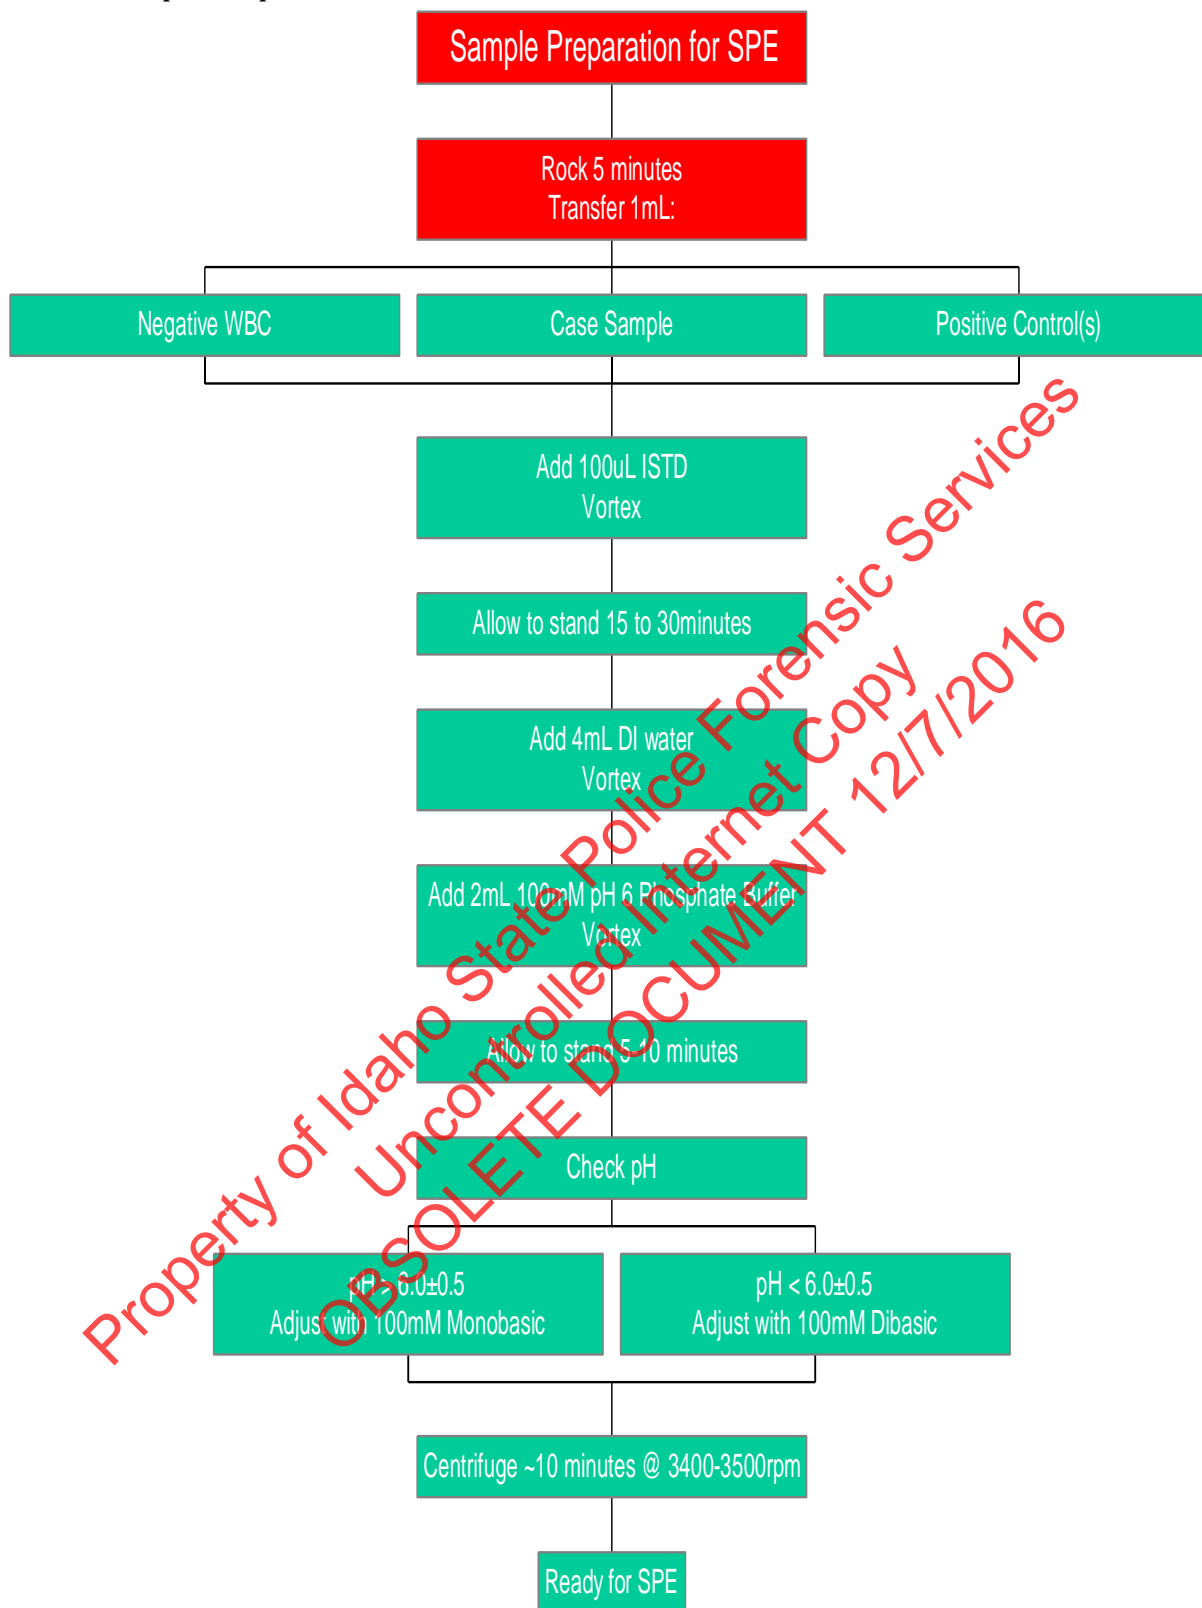 Sample Preparation for SPE
Rock 5 minutes
Transfer 1mL:
Negative WBC
Case Sample
Positive Control(s)
Add 100uL ISTD
Vortex
Allow to stand 15 to 30minutes
Add 4mL DI water
Vortex
Add 2mL 100mM pH 6 Phosphate Buffer
Vortex
Allow to stand 5-10 minutes
Check pH
pH > 6.0±0.5
Adjust with 100mM Monobasic
pH < 6.0±0.5
Adjust with 100mM Dibasic
Centrifuge ~10 minutes @ 3400-3500rpm
Ready for SPE
Property of Idaho State Police Forensic Services
Uncontrolled Internet Copy
OBSOLETE DOCUMENT 12/7/2016